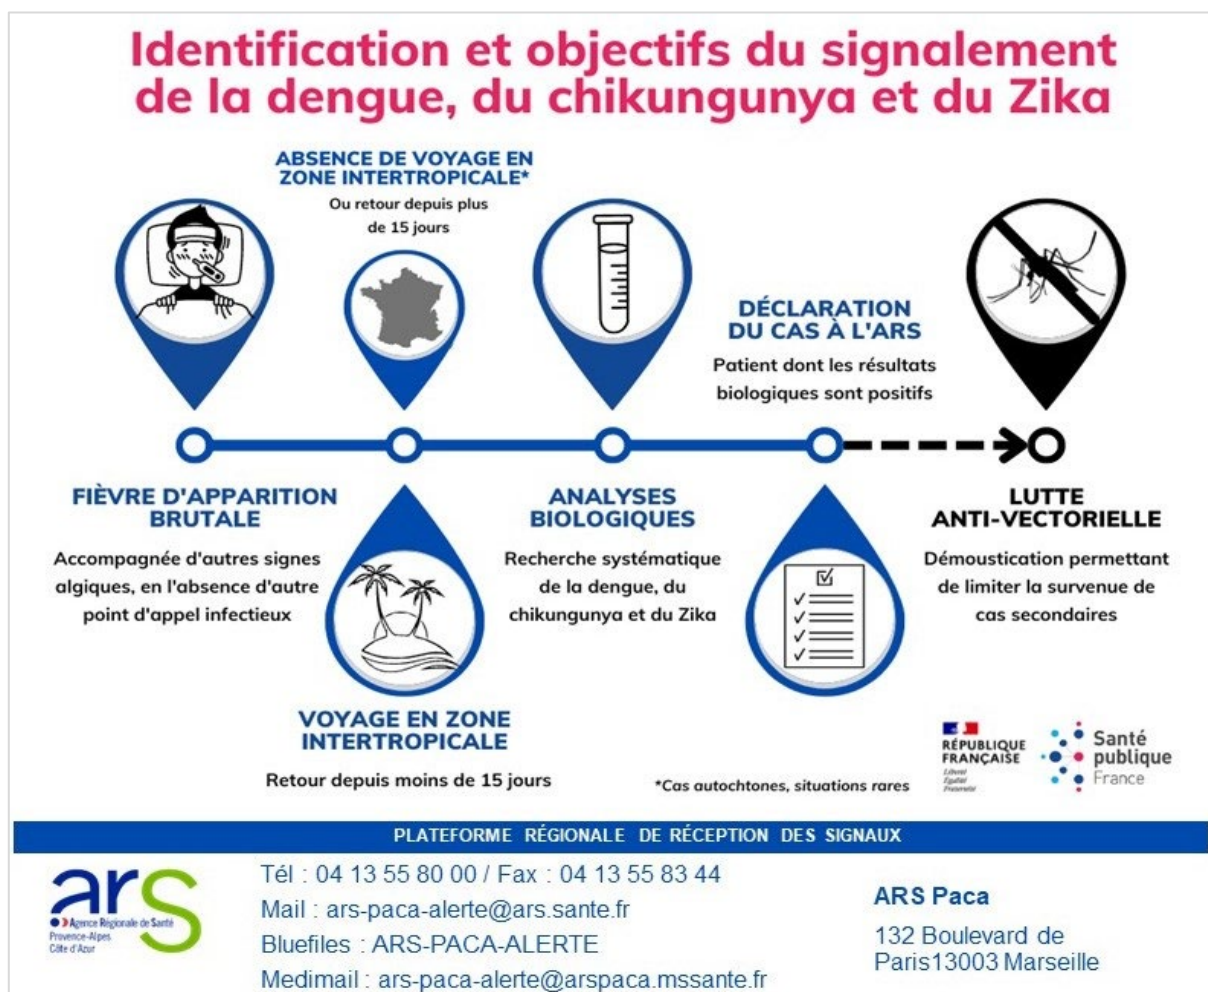 Identification et objectifs du signalement
de la dengue, du chikungunya et du Zika
ABSENCE DE VOYAGE EN
ZONE INTERTROPICALE*
Ou retour depuis plus
de 15 jours
DÉCLARATION
DU CAS À L'ARS
Patient dont les résultats
biologiques sont positifs
FIÈVRE D'APPARITION
BRUTALE
Accompagnée d'autres signes
algiques, en l'absence d'autre
point d'appel infectieux
ANALYSES
BIOLOGIQUES
Recherche systématique
de la dengue, du
chikungunya et du Zika
LUTTE
ANTI-VECTORIELLE
Démoustication permettant
de limiter la survenue de
cas secondaires
VOYAGE EN ZONE
INTERTROPICALE
Retour depuis moins de 15 jours
*Cas autochtones, situations rares
RÉPUBLIQUE
FRANÇAISE
Liberté
Égalité
Fraternité
Santé
publique
France
PLATEFORME RÉGIONALE DE RÉCEPTION DES SIGNAUX
ars
Agence Régionale de Santé
Provence-Alpes
Côte d'Azur
Tél : 04 13 55 80 00 / Fax : 04 13 55 83 44
Mail : ars-paca-alerte@ars.sante.fr
Bluefiles : ARS-PACA-ALERTE
Medimail : ars-paca-alerte@arspaca.mssante.fr
ARS Paca
132 Boulevard de
Paris13003 Marseille